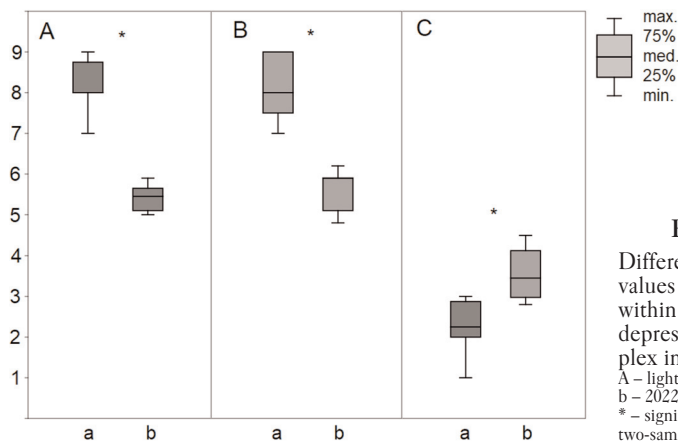 A * B * C
max.
75%
med.
25%
min.
9
8
7
6
5
*
4
3
2
1
a b a b a b
Differe
values
within
depres
plex in
A – light
b – 2022
* – signi
two-sam